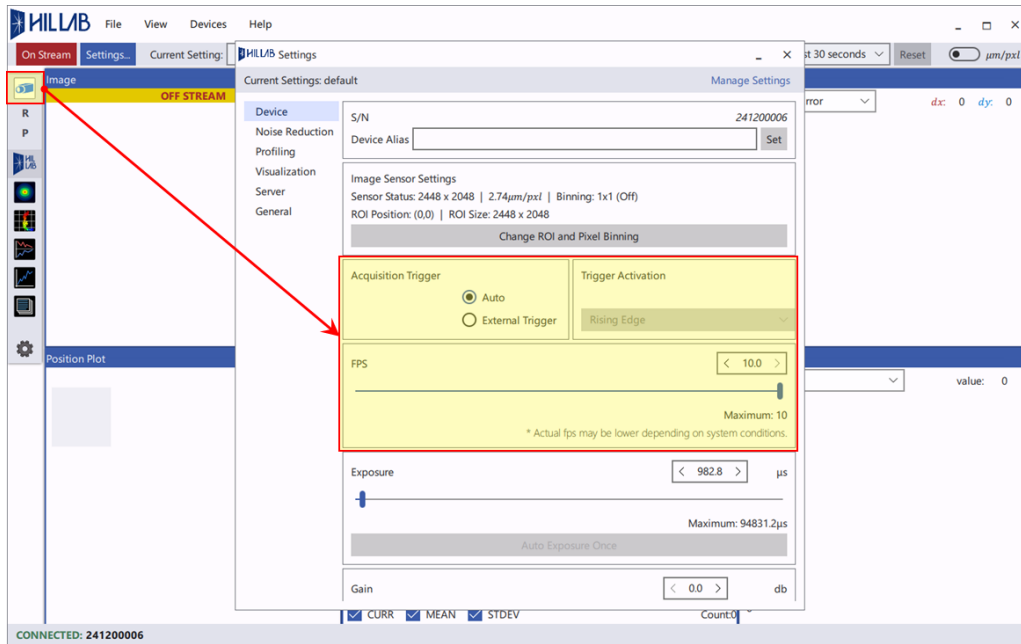 HILLAB File View Devices Help
On Stream Settings... Current Setting: st 30 seconds Reset μm/pxl
HILLAB Settings
Current Settings: default Manage Settings
Image
OFF STREAM
rror dx: 0 dy: 0
R
P
HIL
LAB
Device
Noise Reduction
Profiling
Visualization
Server
General
S/N 241200006
Device Alias Set
Image Sensor Settings
Sensor Status: 2448 x 2048 | 2.74μm/pxl | Binning: 1x1 (Off)
ROI Position: (0,0) | ROI Size: 2448 x 2048
Change ROI and Pixel Binning
Acquisition Trigger
Auto
External Trigger
Trigger Activation
Rising Edge
FPS < 10.0 >
Maximum: 10
* Actual fps may be lower depending on system conditions.
Position Plot
value: 0
Exposure < 982.8 > μs
Maximum: 94831.2μs
Auto Exposure Once
Gain < 0.0 > db
CURR MEAN STDEV Count:0
CONNECTED: 241200006